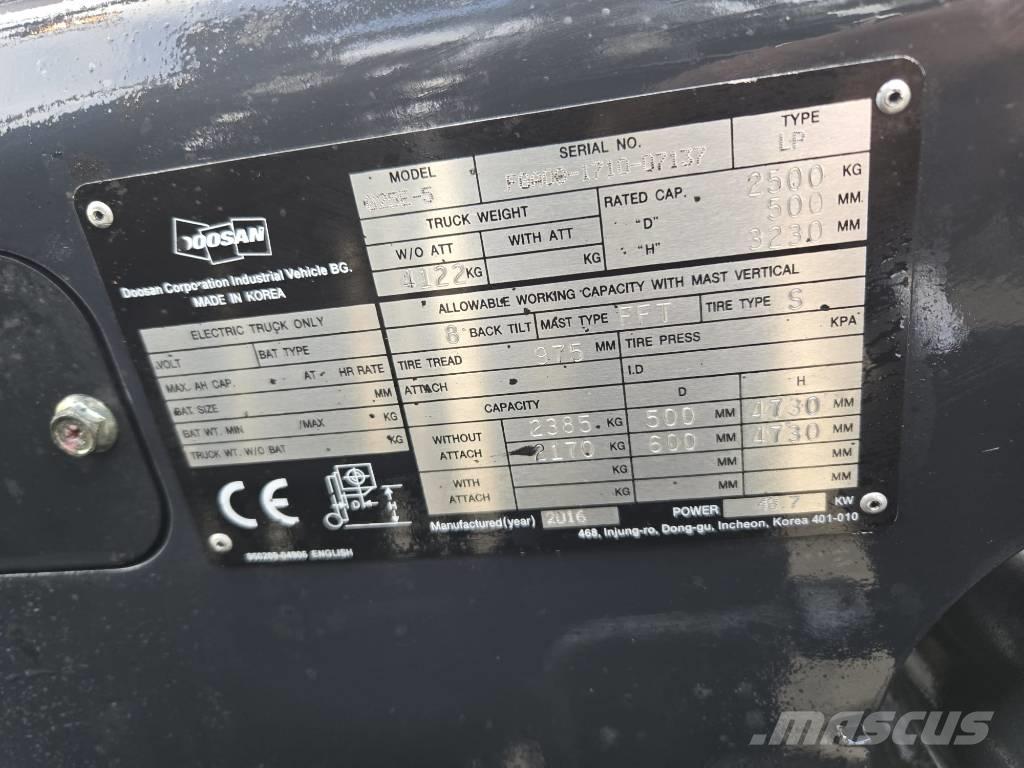 DOOSAN
Doosan Corporation Industrial Vehicle BG.
MADE IN KOREA
MODEL SERIAL NO. TYPE
-1710-07137 LP
TRUCK WEIGHT
W/O ATT WITH ATT
4122 KG KG
RATED CAP. 2500 KG
"D" 500 MM.
"H" 3230 MM
ALLOWABLE WORKING CAPACITY WITH MAST VERTICAL
BACK TILT MAST TYPE FFT TIRE TYPE S
TIRE TREAD 975 MM TIRE PRESS KPA
ATTACH I.D
CAPACITY D H
WITHOUT ATTACH 2385 KG 500 MM 4730 MM
2170 KG 600 MM 4730 MM
WITH ATTACH KG MM MM
KG MM MM
ELECTRIC TRUCK ONLY
VOLT BAT TYPE
MAX. AH CAP. AT HR RATE
BAT. SIZE MM
BAT WT. MIN /MAX KG
TRUCK WT. W/O BAT KG
CE
Manufactured(year) 2016 POWER KW
468, Injung-ro, Dong-gu, Incheon, Korea 401-010
ENGLISH
MASCUS